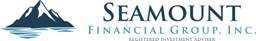 SEAMOUNT
FINANCIAL GROUP, INC.
REGISTERED INVESTMENT ADVISER